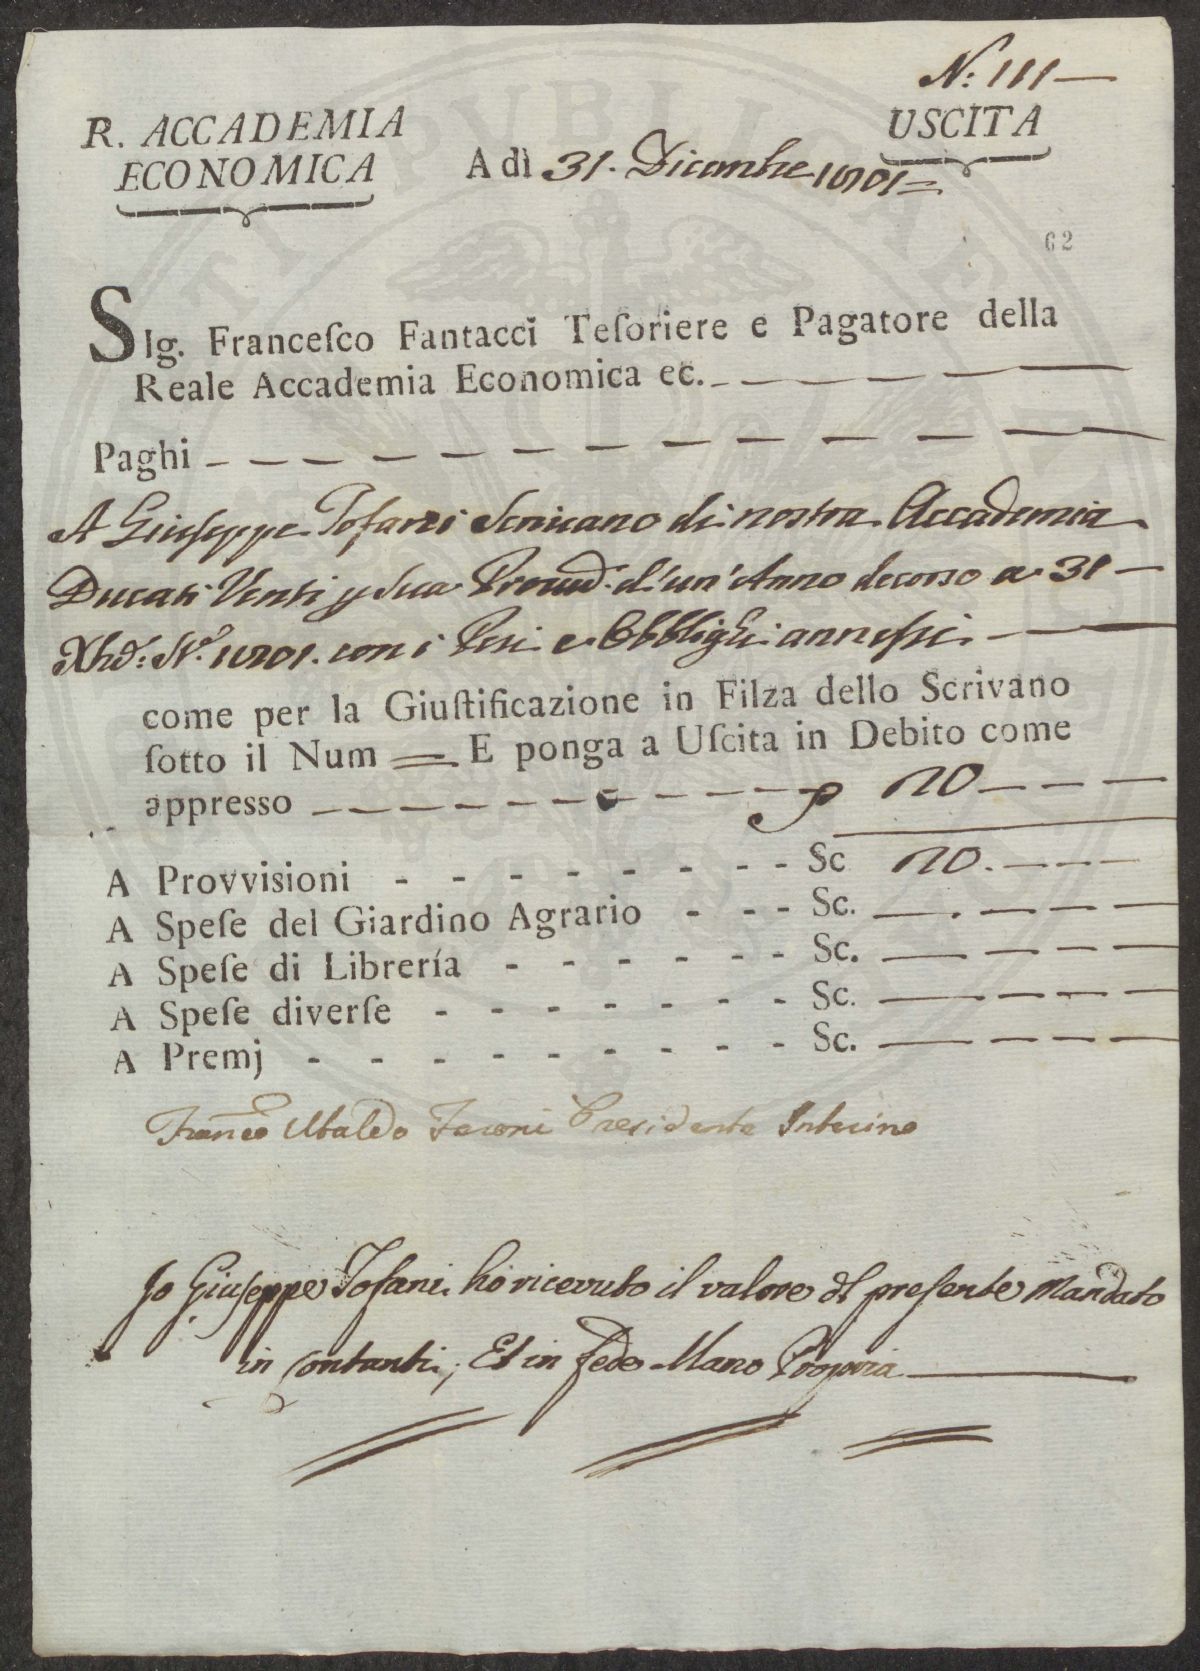 N: 111
R. ACCADEMIA
ECONOMICA
USCITA
A dì 31. Dicembre 1801
62
SIg. Franceſco Fantacci Teſoriere e Pagatore della
Reale Accademia Economica ec.
Paghi
A Giuſeppe Tofani Scrivano di nostra Accademia
Ducati Venti p Sua Provvd. d'un' Anno decorso a 31
Xbre: 1801. con i Pesi e Obblighi annessi
come per la Giuſtificazione in Filza dello Scrivano
ſotto il Num = E ponga a Uſcita in Debito come
appresso - - - - - - - - - 20 - - -
A Provvisioni - - - - - - - - Sc 20. - - -
A Speſe del Giardino Agrario - - - Sc. - . - - -
A Speſe di Librería - - - - - - - Sc. - - - -
A Speſe diverſe - - - - - - - - Sc. - - - -
A Premj - - - - - - - - - - Sc. - - - -
Franco Ubaldo Feroni Presidente Interino
Io Giuſeppe Tofani ho ricevuto il valore dl preſente Mandato
in Contanti, Et in fede Mano Propria